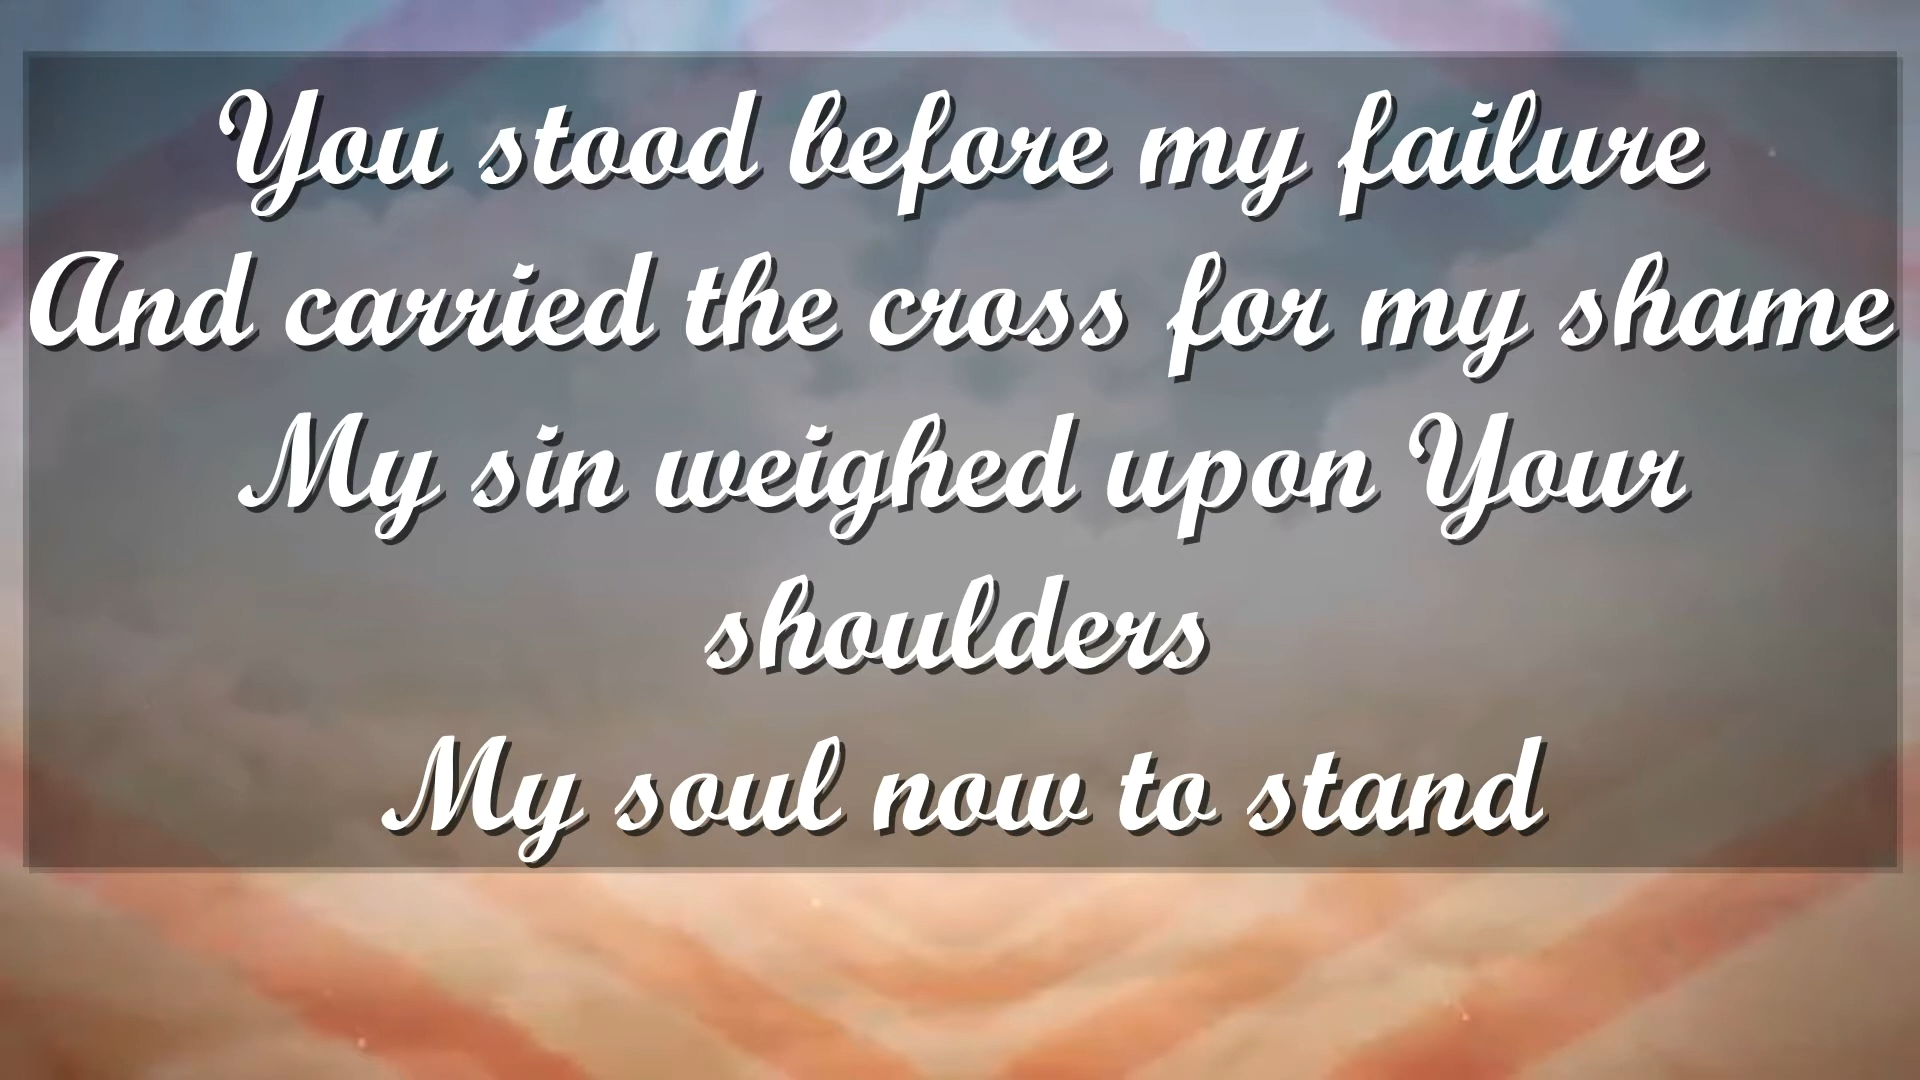 You stood before my failure
And carried the cross for my shame
My sin weighed upon Your
shoulders
My soul now to stand